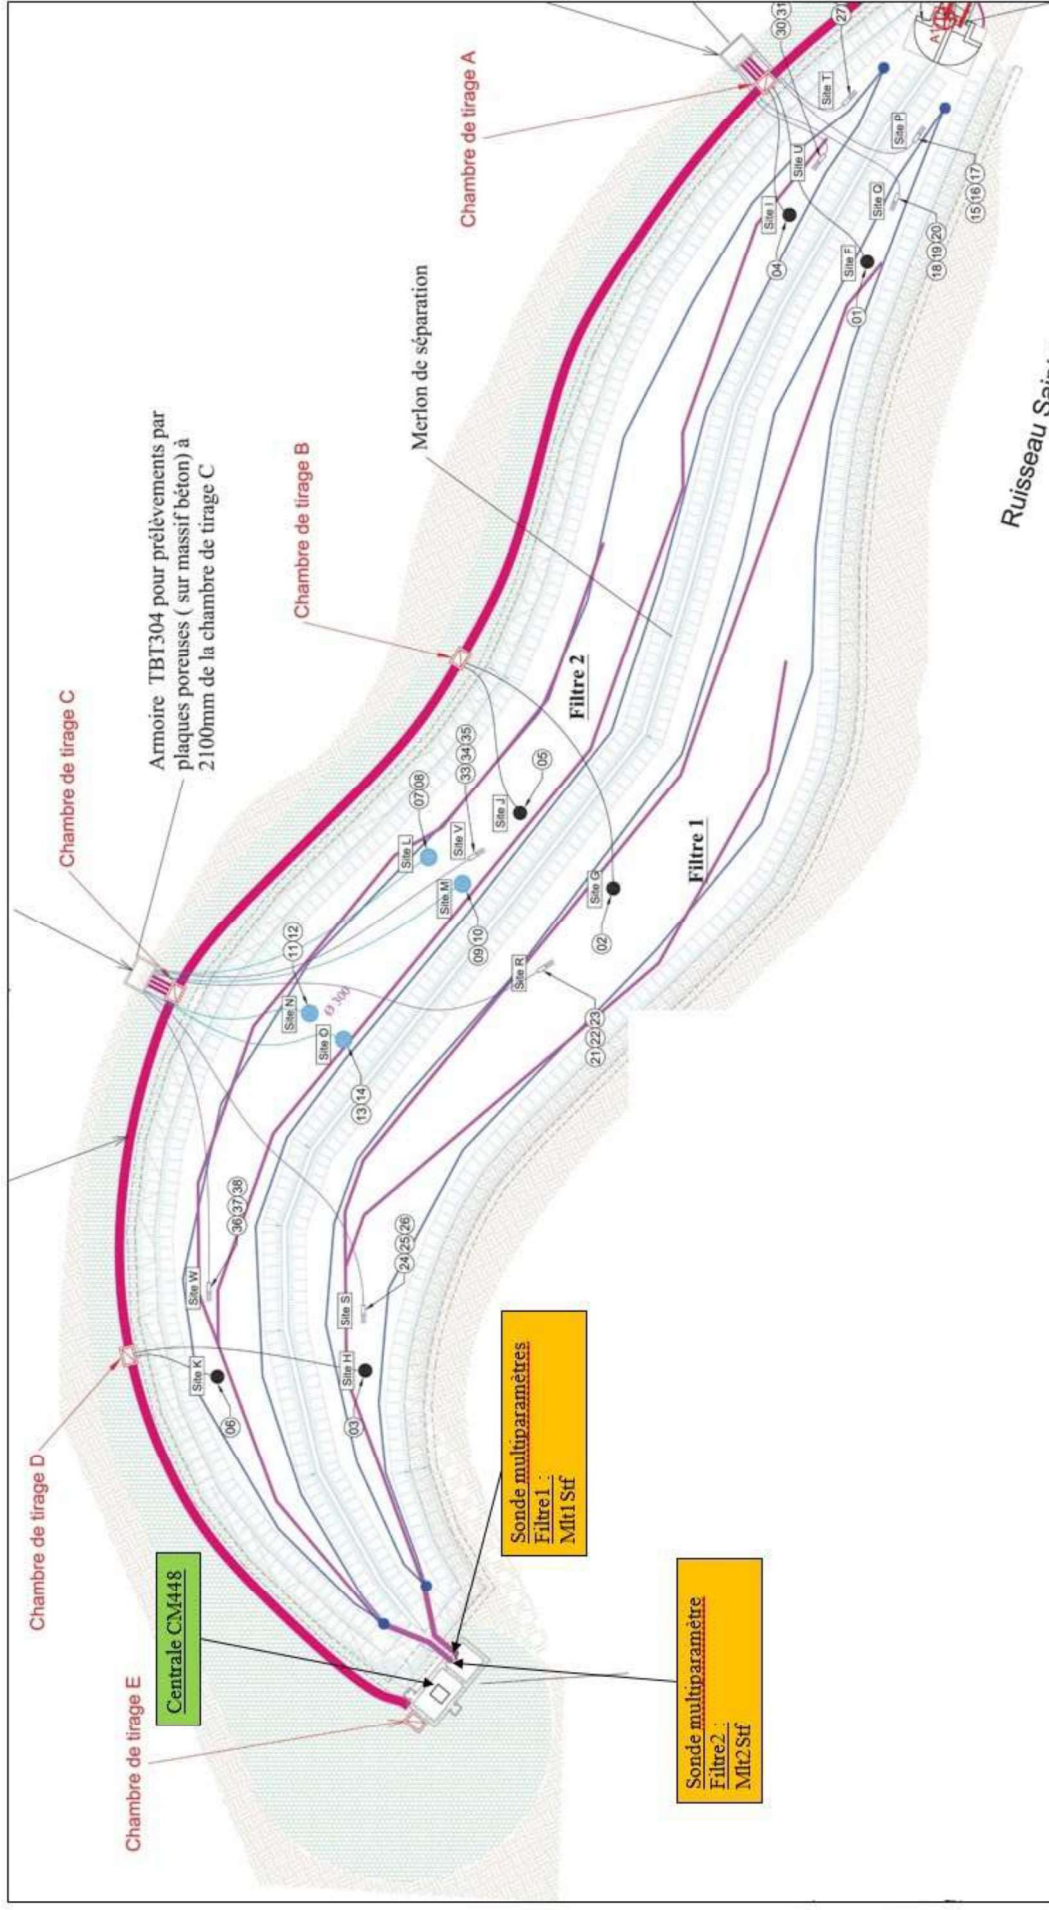 Chambre de tirage E
Chambre de tirage D
Chambre de tirage C
Armoire TBT304 pour prélèvements par
plaques poreuses ( sur massif béton) à
2100mm de la chambre de tirage C
Chambre de tirage B
Merlon de séparation
Chambre de tirage A
Centrale CM448
Site K
06
Site W
36 37 38
Site N
11 12
Ø 300
Site O
13 14
Site L
07 08
Site M
09 10
Site V
33 34 35
Site J
05
Filtre 2
Site H
03
Site S
24 25 26
Site R
21 22 23
Site G
02
Filtre 1
Site I
04
Site U
30 31
Site T
27
Site F
01
Site Q
18 19 20
Site P
15 16 17
A1
Sonde multiparamètres
Filtre1 :
Mlt1Stf
Sonde multiparamètre
Filtre2 :
Mlt2Stf
Ruisseau